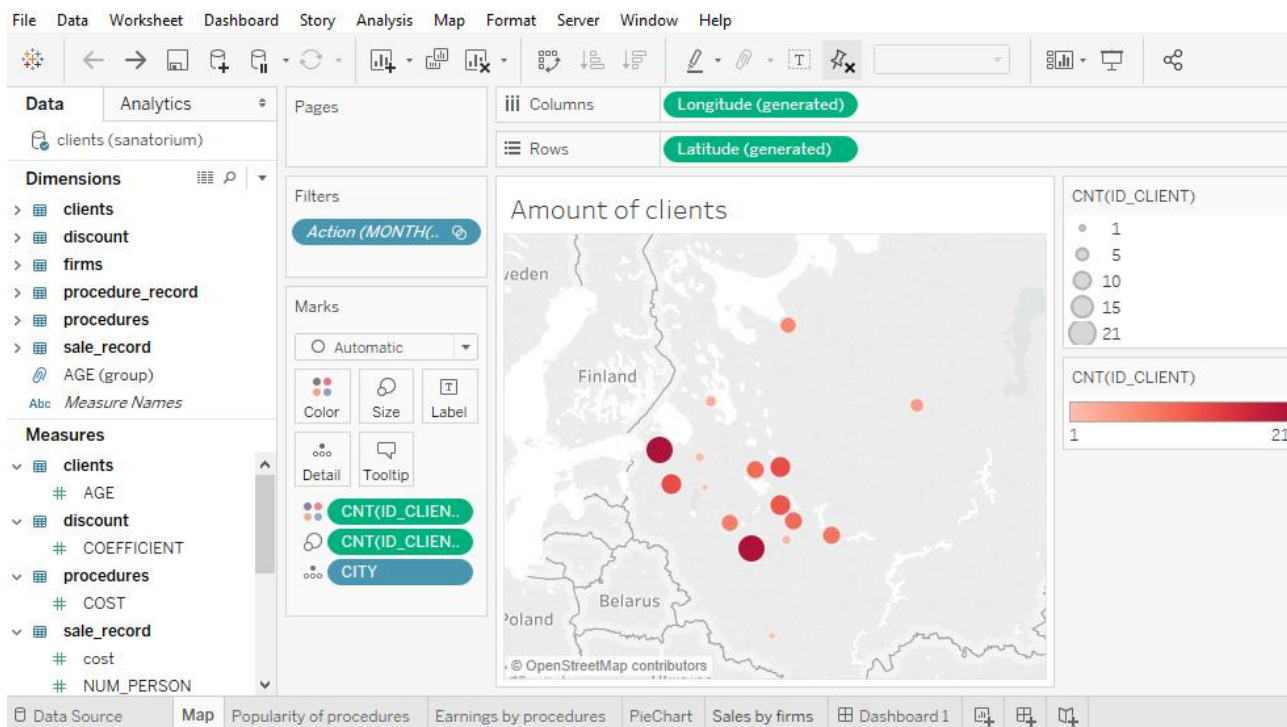 File Data Worksheet Dashboard Story Analysis Map Format Server Window Help
Data Analytics
clients (sanatorium)
Dimensions
clients
discount
firms
procedure_record
procedures
sale_record
AGE (group)
Abc Measure Names
Measures
clients
# AGE
discount
# COEFFICIENT
procedures
# COST
sale_record
# cost
# NUM_PERSON
Pages
Filters
Action (MONTH(..
Marks
Automatic
Color Size Label
Detail Tooltip
CNT(ID_CLIEN..
CNT(ID_CLIEN..
CITY
Columns Longitude (generated)
Rows Latitude (generated)
Amount of clients
weden
Finland
Belarus
Poland
© OpenStreetMap contributors
CNT(ID_CLIENT)
1
5
10
15
21
CNT(ID_CLIENT)
1 21
Data Source Map Popularity of procedures Earnings by procedures PieChart Sales by firms Dashboard 1